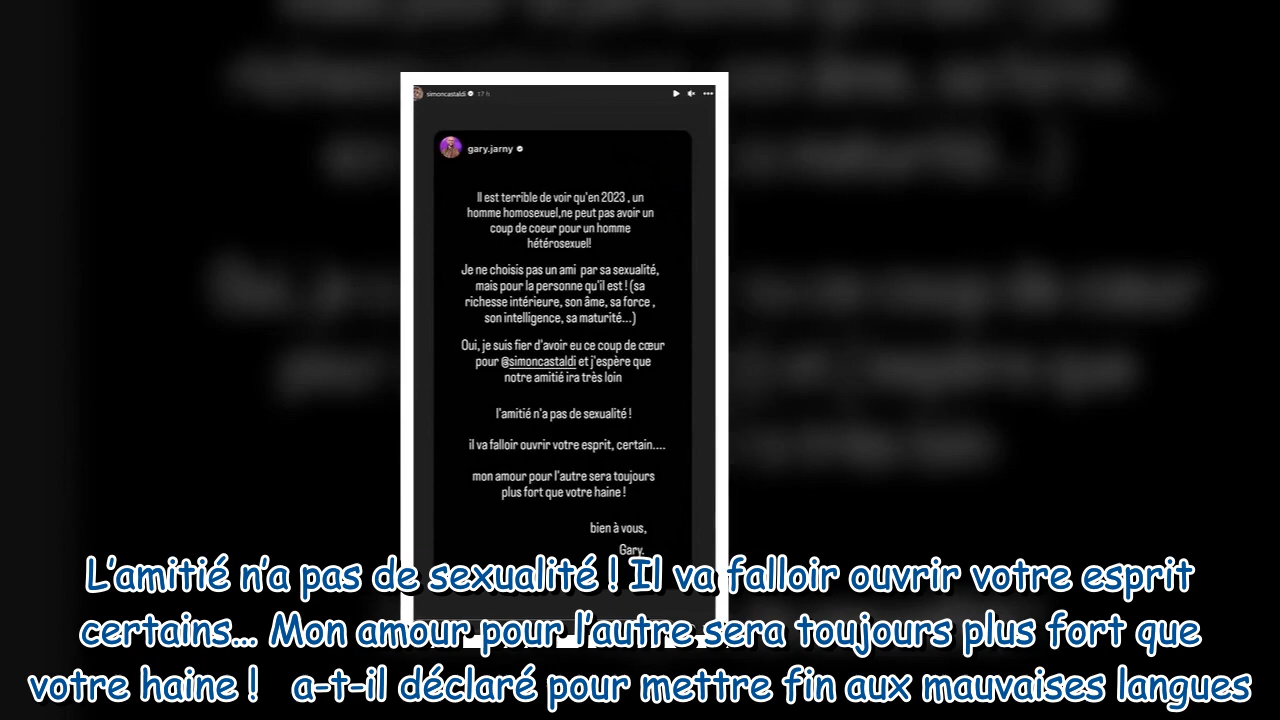 simoncastaldi 17 h
gary.jarny
Il est terrible de voir qu'en 2023 , un
homme homosexuel,ne peut pas avoir un
coup de coeur pour un homme
hétérosexuel!
Je ne choisis pas un ami par sa sexualité,
mais pour la personne qu'il est ! (sa
richesse intérieure, son âme, sa force ,
son intelligence, sa maturité...)
Oui, je suis fier d'avoir eu ce coup de cœur
pour @simoncastaldi et j'espère que
notre amitié ira très loin
l'amitié n'a pas de sexualité !
il va falloir ouvrir votre esprit, certain....
mon amour pour l'autre sera toujours
plus fort que votre haine !
bien à vous,
Gary.
L’amitié n’a pas de sexualité ! Il va falloir ouvrir votre esprit
certains… Mon amour pour l’autre sera toujours plus fort que
votre haine ! a-t-il déclaré pour mettre fin aux mauvaises langues